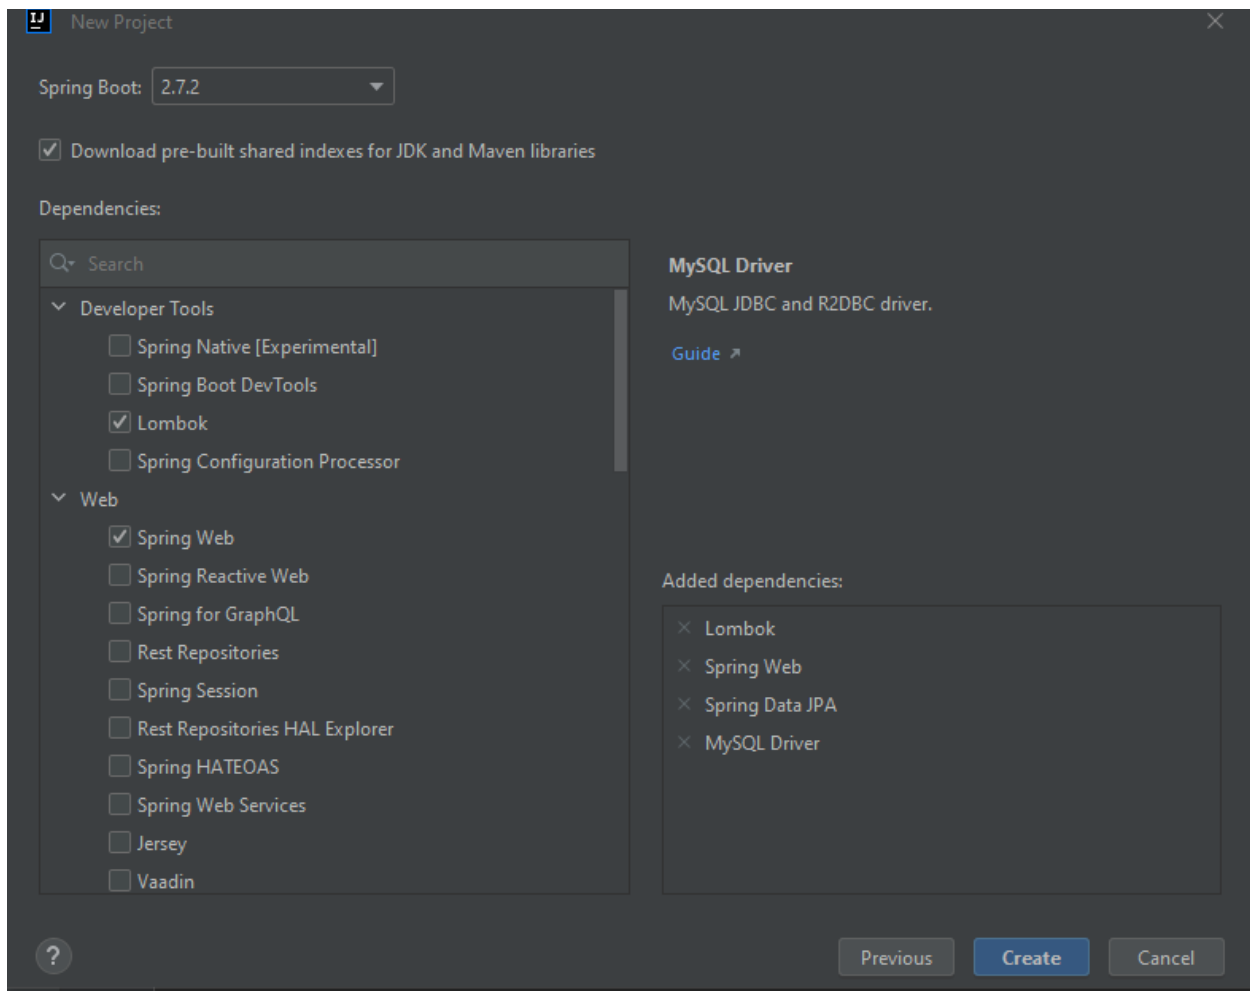 IJ
New Project
Spring Boot: 2.7.2
Download pre-built shared indexes for JDK and Maven libraries
Dependencies:
Search
Developer Tools
Spring Native [Experimental]
Spring Boot DevTools
Lombok
Spring Configuration Processor
Web
Spring Web
Spring Reactive Web
Spring for GraphQL
Rest Repositories
Spring Session
Rest Repositories HAL Explorer
Spring HATEOAS
Spring Web Services
Jersey
Vaadin
MySQL Driver
MySQL JDBC and R2DBC driver.
Guide
Added dependencies:
Lombok
Spring Web
Spring Data JPA
MySQL Driver
?
Previous
Create
Cancel